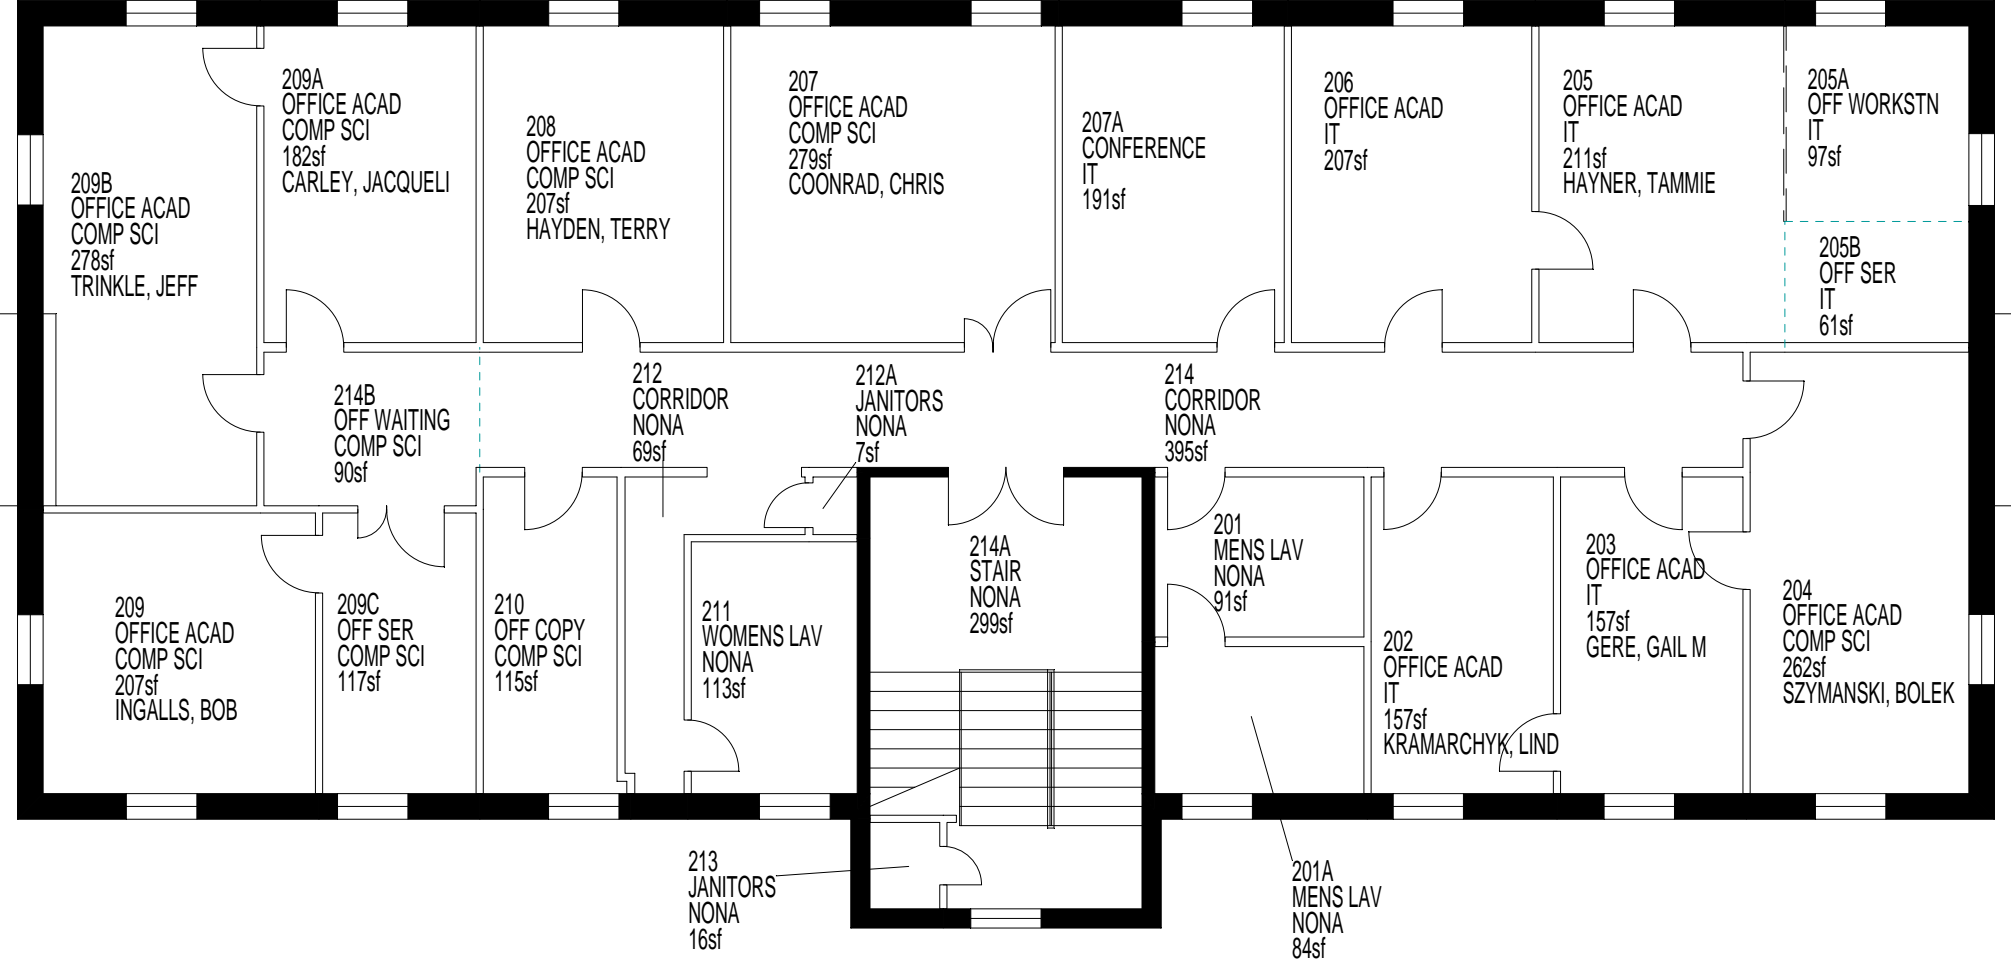 209B
OFFICE ACAD
COMP SCI
278sf
TRINKLE, JEFF
209A
OFFICE ACAD
COMP SCI
182sf
CARLEY, JACQUELI
208
OFFICE ACAD
COMP SCI
207sf
HAYDEN, TERRY
207
OFFICE ACAD
COMP SCI
279sf
COONRAD, CHRIS
207A
CONFERENCE
IT
191sf
206
OFFICE ACAD
IT
207sf
205
OFFICE ACAD
IT
211sf
HAYNER, TAMMIE
205A
OFF WORKSTN
IT
97sf
205B
OFF SER
IT
61sf
214B
OFF WAITING
COMP SCI
90sf
212
CORRIDOR
NONA
69sf
212A
JANITORS
NONA
7sf
214
CORRIDOR
NONA
395sf
209
OFFICE ACAD
COMP SCI
207sf
INGALLS, BOB
209C
OFF SER
COMP SCI
117sf
210
OFF COPY
COMP SCI
115sf
211
WOMENS LAV
NONA
113sf
214A
STAIR
NONA
299sf
201
MENS LAV
NONA
91sf
202
OFFICE ACAD
IT
157sf
KRAMARCHYK, LIND
203
OFFICE ACAD
IT
157sf
GERE, GAIL M
204
OFFICE ACAD
COMP SCI
262sf
SZYMANSKI, BOLEK
213
JANITORS
NONA
16sf
201A
MENS LAV
NONA
84sf